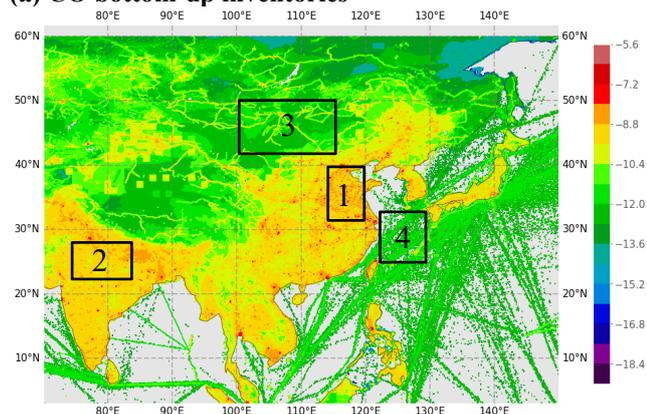 (a) CO bottom-up inventories
80°E 90°E 100°E 110°E 120°E 130°E 140°E
60°N 60°N −5.6
−7.2
50°N 50°N
3 −8.8
40°N 40°N −10.4
1
30°N 30°N −12.0
4
2 −13.6
20°N 20°N −15.2
−16.8
10°N 10°N
−18.4
80°E 90°E 100°E 110°E 120°E 130°E 140°E